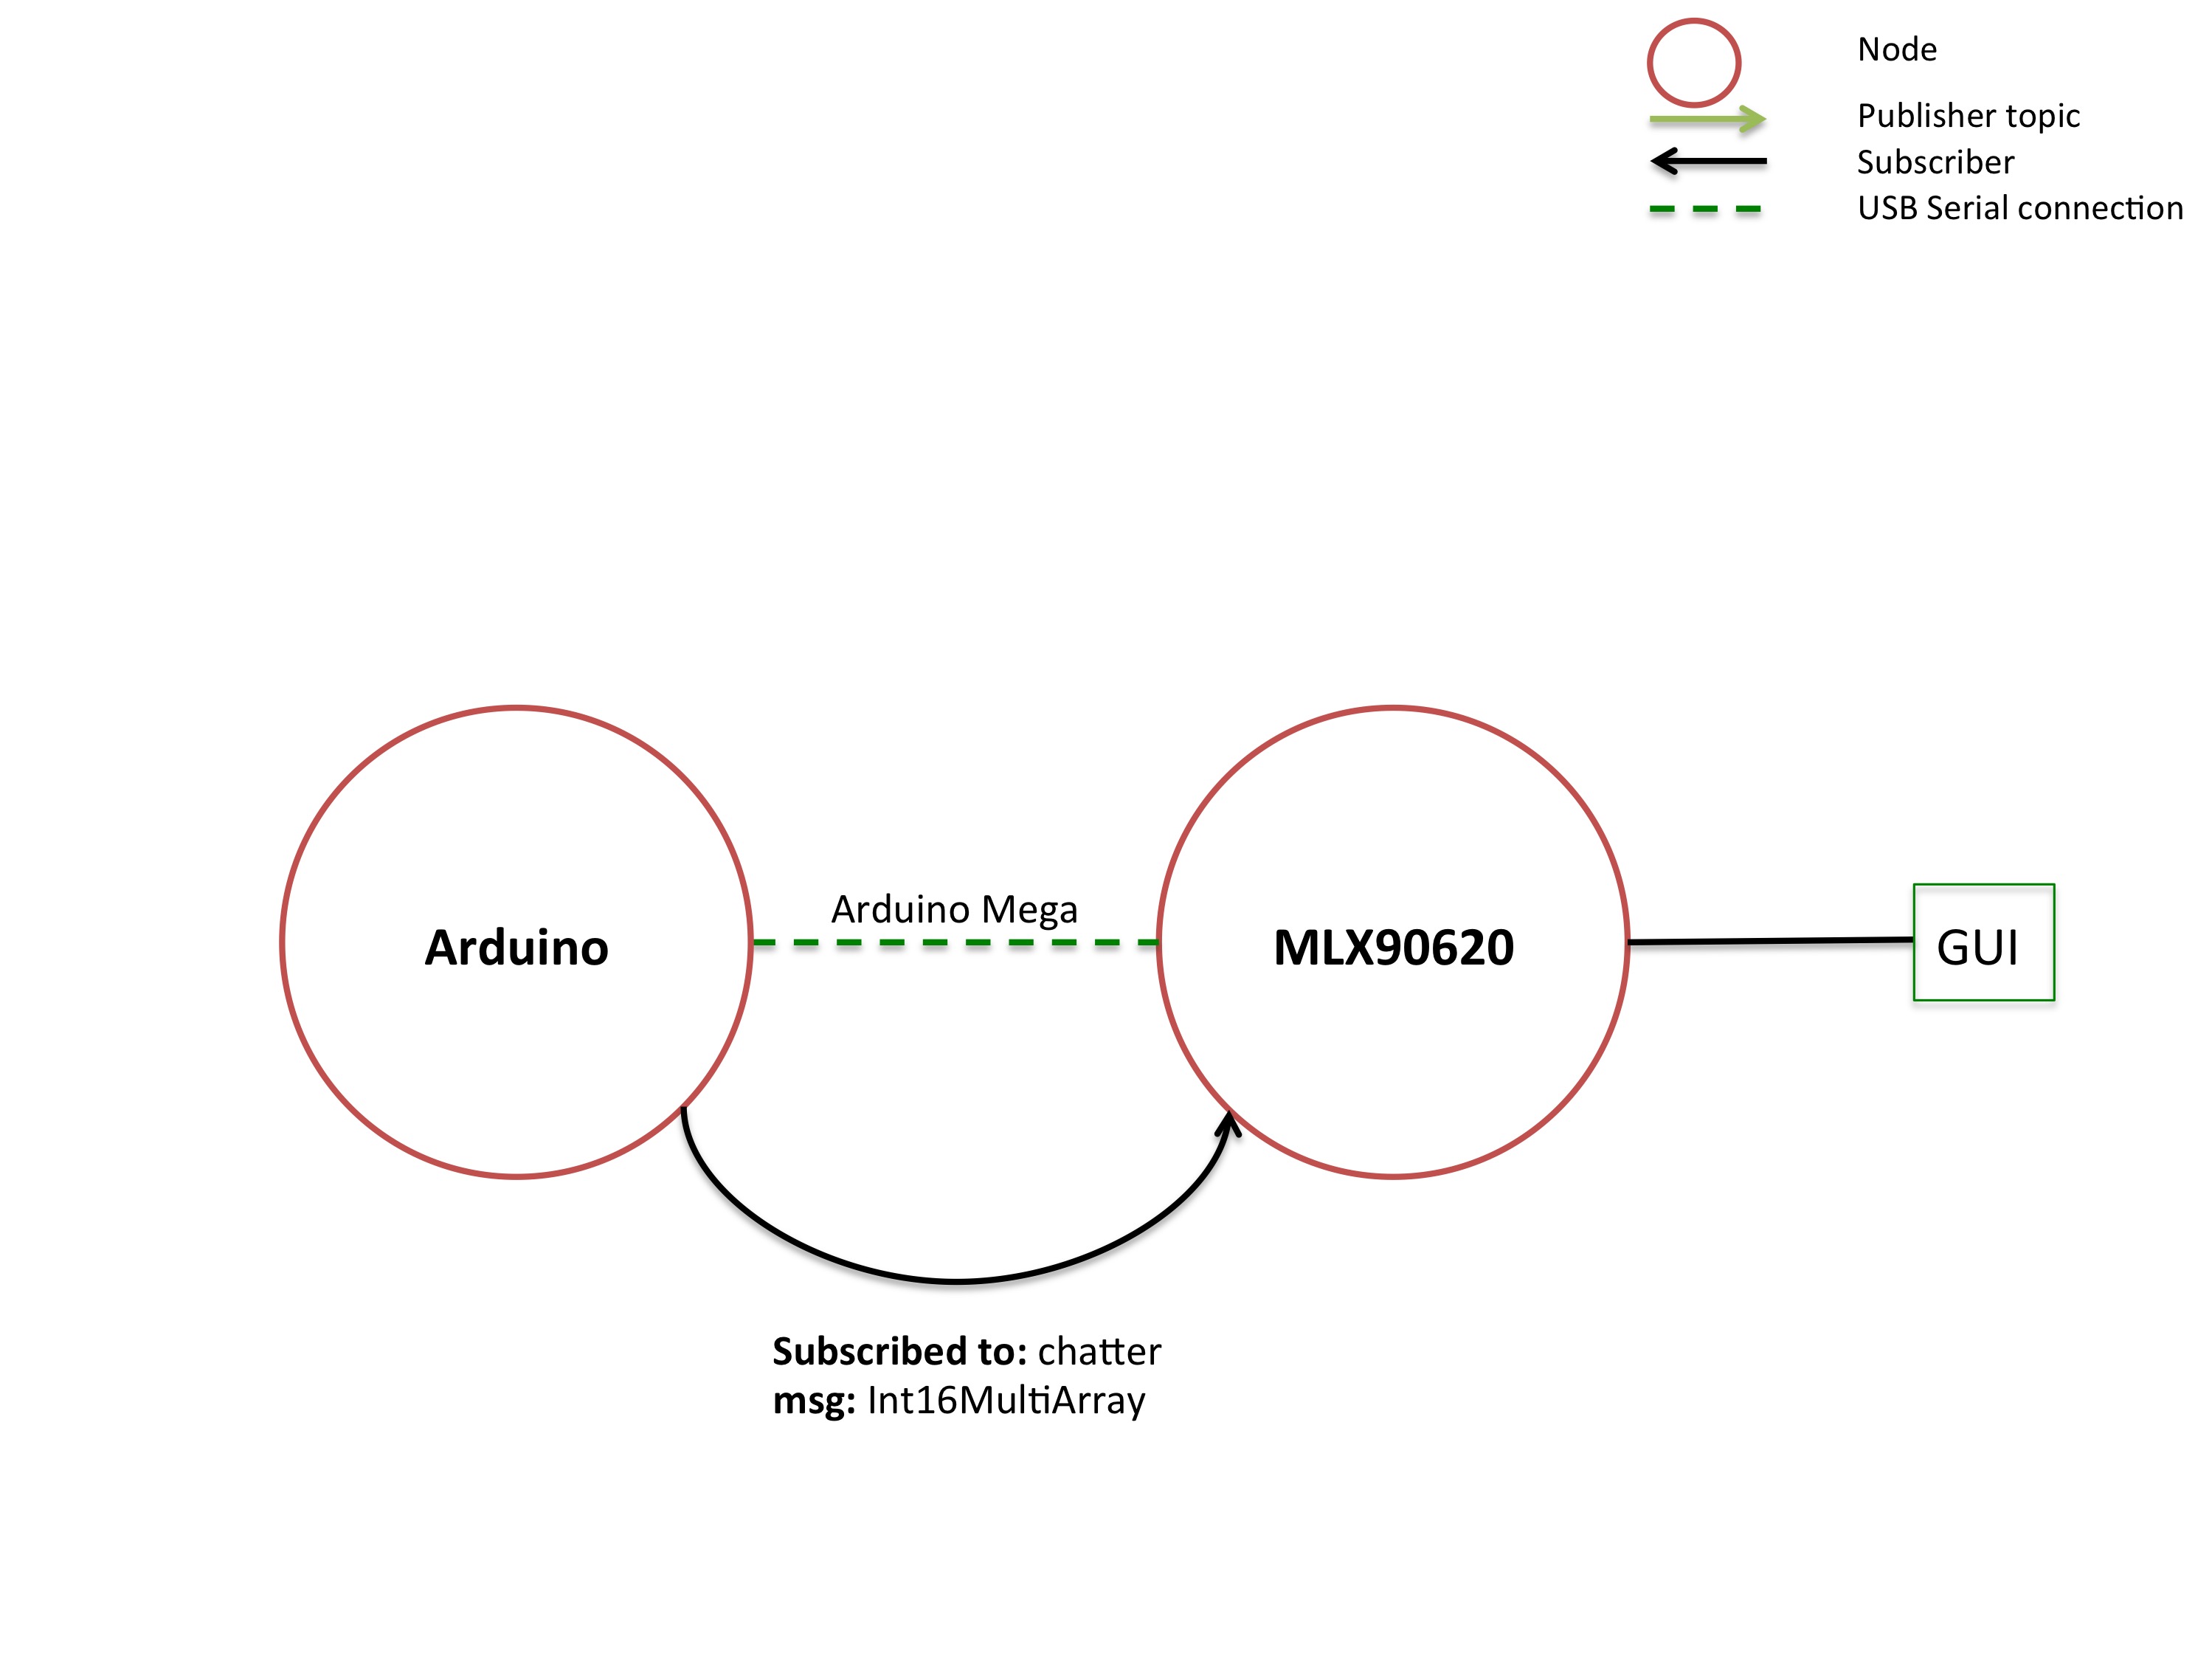 Node
Publisher topic
Subscriber
USB Serial connection
Arduino Mega
Arduino
MLX90620
GUI
Subscribed to: chatter
msg: Int16MultiArray